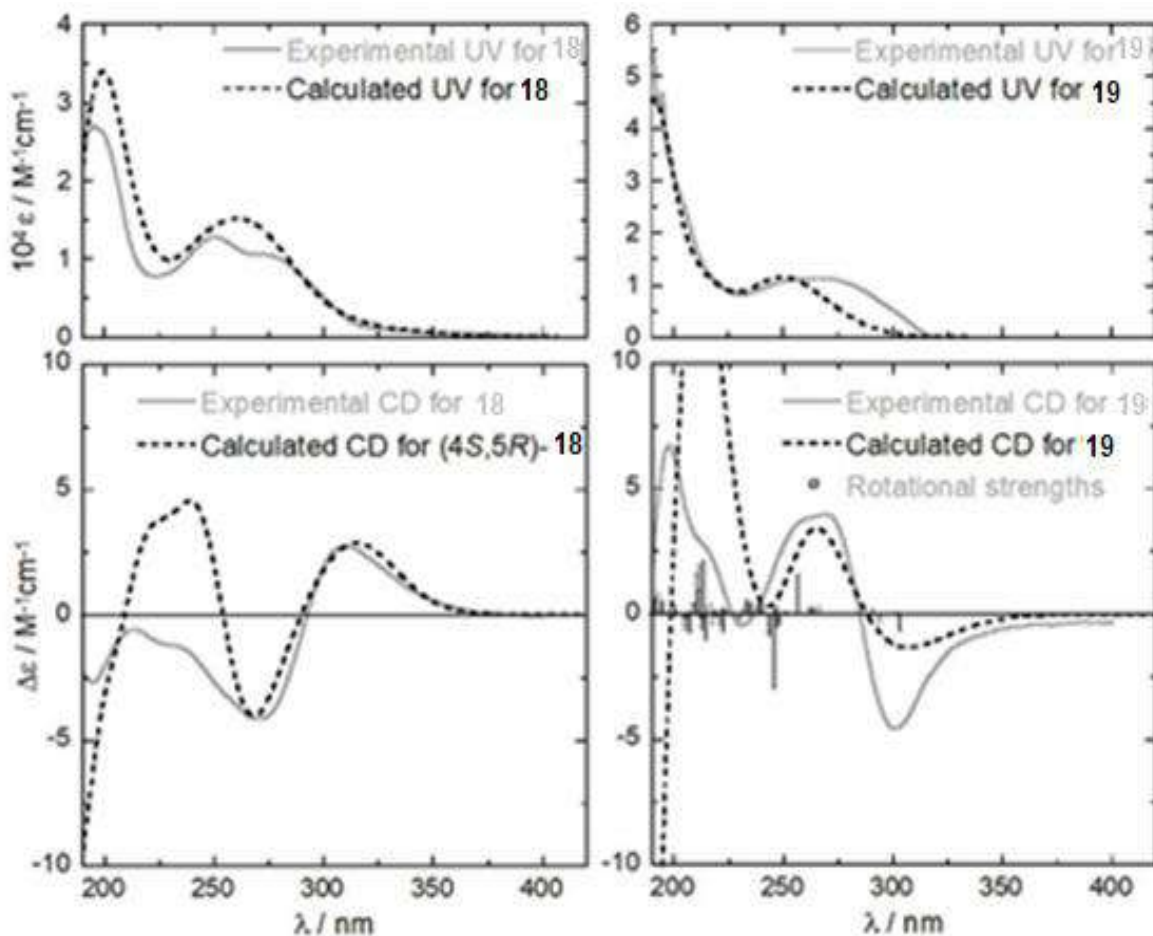 4
3
2
1
0
10⁴ ε / M⁻¹cm⁻¹
Experimental UV for 18
Calculated UV for 18
6
5
4
3
2
1
0
Experimental UV for 19
Calculated UV for 19
10
5
0
-5
-10
Δε / M⁻¹cm⁻¹
Experimental CD for 18
Calculated CD for (4S,5R)- 18
200 250 300 350 400
λ / nm
10
5
0
-5
-10
Experimental CD for 19
Calculated CD for 19
Rotational strengths
200 250 300 350 400
λ / nm